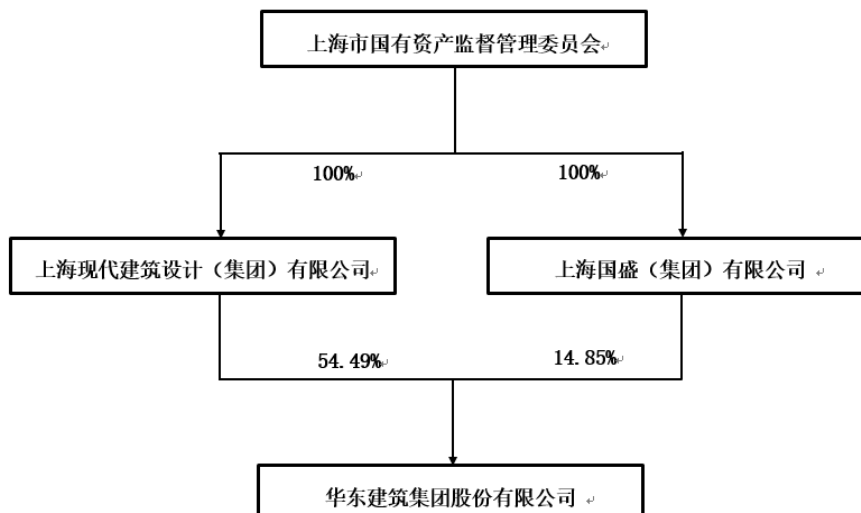 上海市国有资产监督管理委员会
100%
100%
上海现代建筑设计（集团）有限公司
上海国盛（集团）有限公司
54.49%
14.85%
华东建筑集团股份有限公司